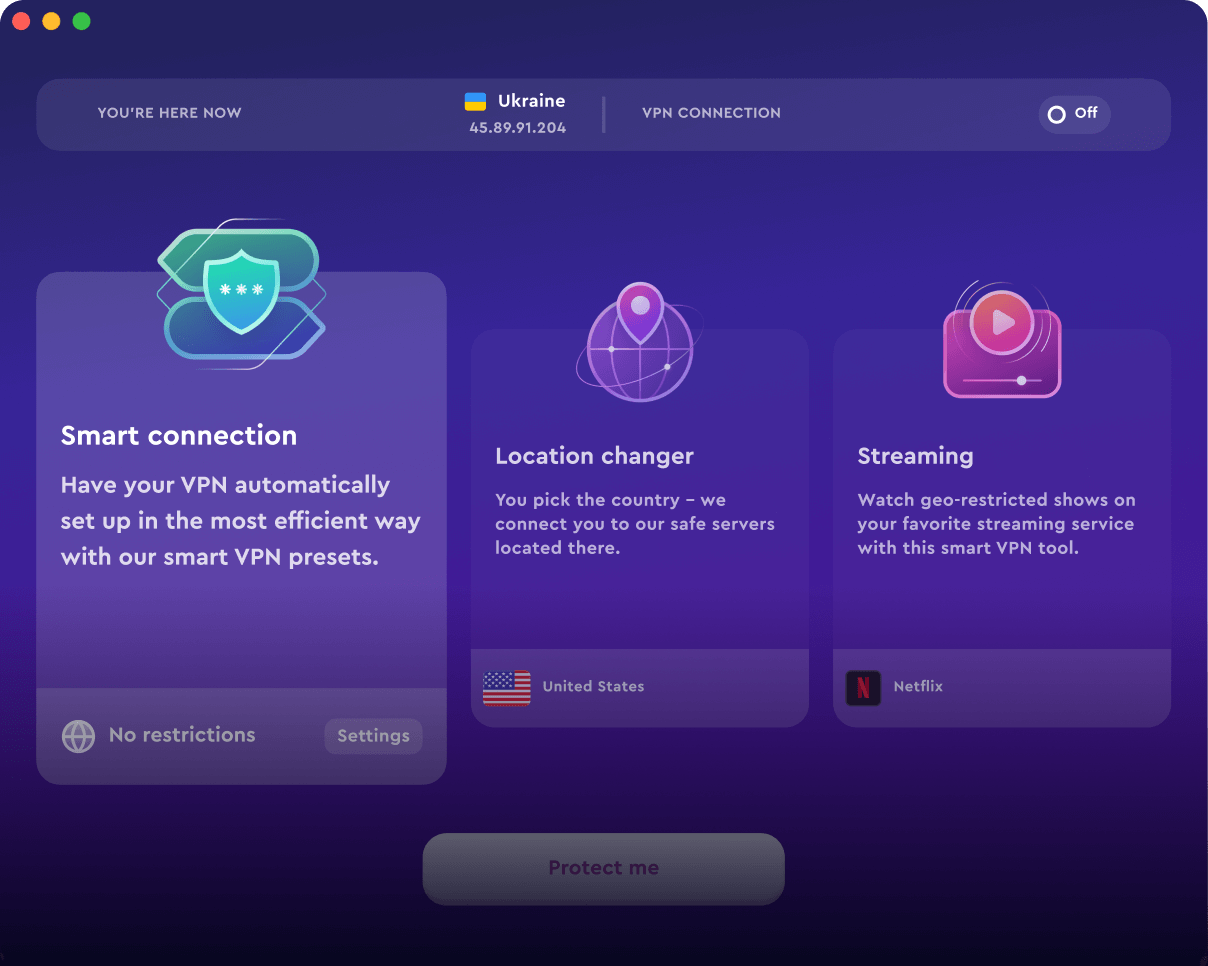 YOU'RE HERE NOW
Ukraine
45.89.91.204
VPN CONNECTION
Off
***
Smart connection
Have your VPN automatically
set up in the most efficient way
with our smart VPN presets.
No restrictions
Settings
Location changer
You pick the country – we
connect you to our safe servers
located there.
United States
Streaming
Watch geo-restricted shows on
your favorite streaming service
with this smart VPN tool.
N
Netflix
Protect me